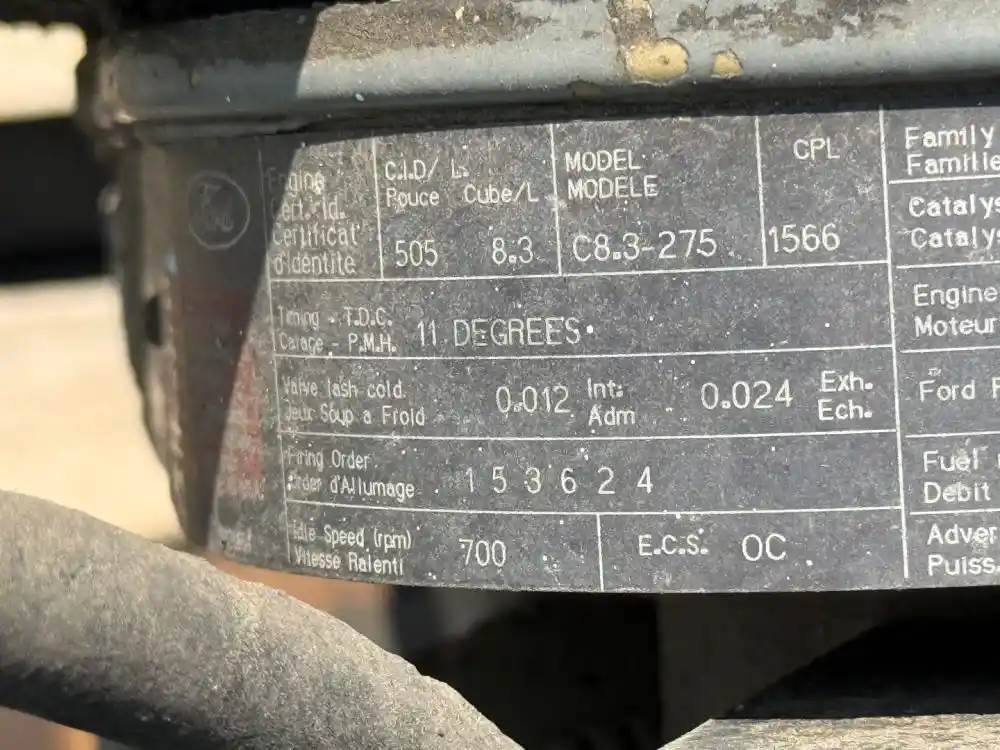 Engine
Cert. Id.
Certificat
d'Identite
C.I.D/ L.
Pouce Cube/L
505 8.3
MODEL
MODELE
C8.3-275
CPL
1566
Family
Familie
Catalys
Catalys
Timing - T.D.C.
Calage - P.M.H. 11 DEGREES
Engine
Moteur
Valve lash cold
Jeur Soup a Froid
0.012 Int:
Adm
0.024 Exh.
Ech.
Ford
Firing Order
Order d'Allumage 1 5 3 6 2 4
Fuel
Debit
Idle Speed (rpm)
Vitesse Ralenti 700
E.C.S. OC
Adver
Puiss.